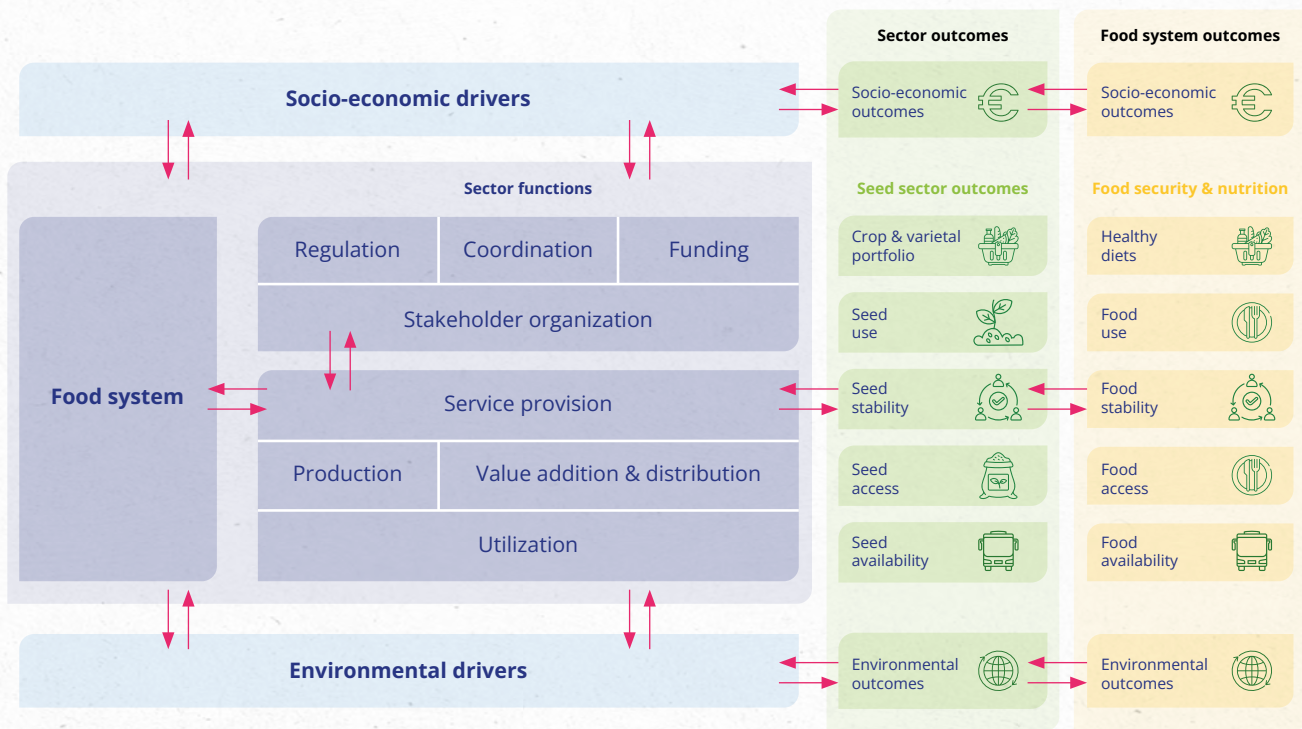 Sector outcomes
Food system outcomes
Socio-economic drivers
Socio-economic
outcomes
Socio-economic
outcomes
Sector functions
Seed sector outcomes
Food security & nutrition
Food system
Regulation
Coordination
Funding
Stakeholder organization
Service provision
Production
Value addition & distribution
Utilization
Crop & varietal
portfolio
Healthy
diets
Seed
use
Food
use
Seed
stability
Food
stability
Seed
access
Food
access
Seed
availability
Food
availability
Environmental drivers
Environmental
outcomes
Environmental
outcomes